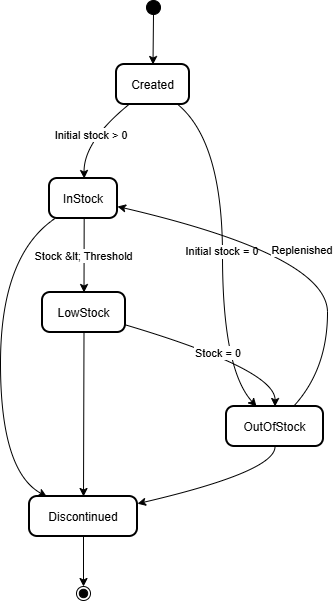 Created
Initial stock > 0
InStock
Initial stock = 0
Replenished
Stock &lt; Threshold
LowStock
Stock = 0
OutOfStock
Discontinued